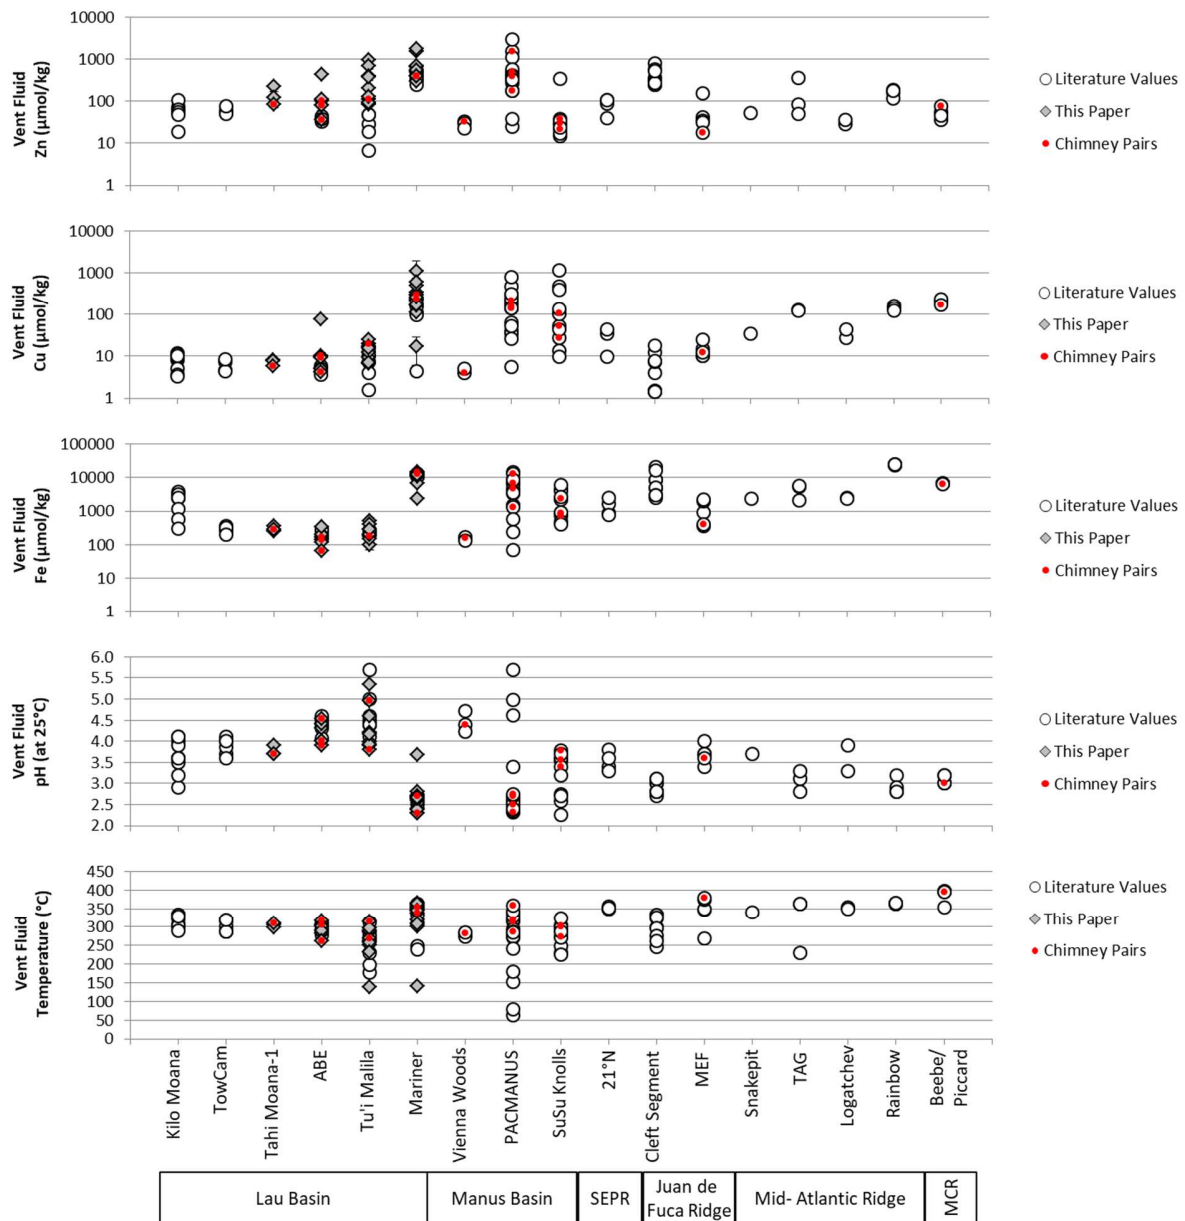 Vent Fluid
Zn (µmol/kg)
10000
1000
100
10
1
Literature Values
This Paper
Chimney Pairs
Vent Fluid
Cu (µmol/kg)
10000
1000
100
10
1
Literature Values
This Paper
Chimney Pairs
Vent Fluid
Fe (µmol/kg)
100000
10000
1000
100
10
1
Literature Values
This Paper
Chimney Pairs
Vent Fluid
pH (at 25°C)
6.0
5.5
5.0
4.5
4.0
3.5
3.0
2.5
2.0
Literature Values
This Paper
Chimney Pairs
Vent Fluid
Temperature (°C)
450
400
350
300
250
200
150
100
50
0
Literature Values
This Paper
Chimney Pairs
Kilo Moana
TowCam
Tahi Moana-1
ABE
Tu'i Malila
Mariner
Vienna Woods
PACMANUS
SuSu Knolls
21°N
Cleft Segment
MEF
Snakepit
TAG
Logatchev
Rainbow
Beebe/
Piccard
Lau Basin
Manus Basin
SEPR
Juan de
Fuca Ridge
Mid- Atlantic Ridge
MCR